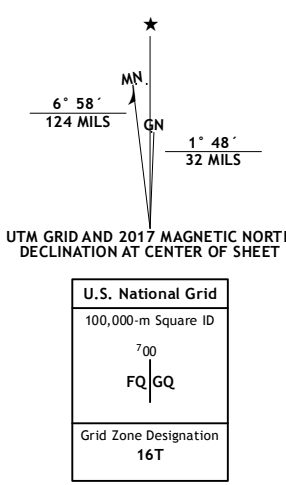 ★
MN
6° 58´
124 MILS
GN
1° 48´
32 MILS
UTM GRID AND 2017 MAGNETIC NORT
DECLINATION AT CENTER OF SHEET
U.S. National Grid
100,000-m Square ID
⁷00
FQ GQ
Grid Zone Designation
16T